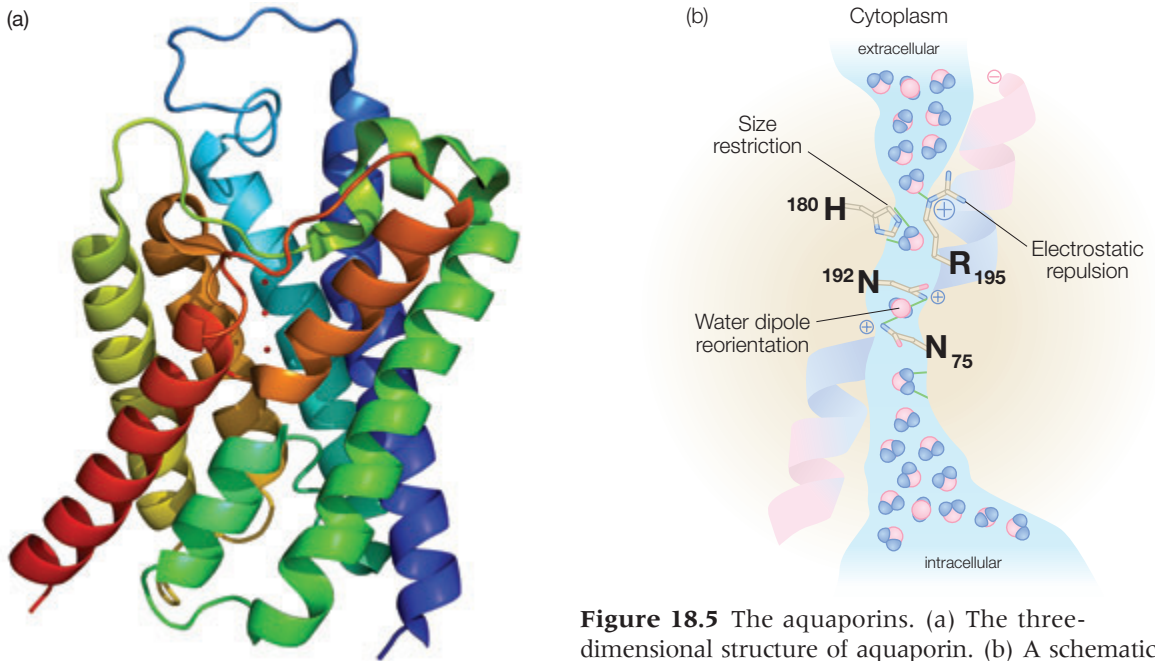 (a)
(b)
Cytoplasm
extracellular
⊖
Size
restriction
180 H
⊕
R 195
Electrostatic
repulsion
192 N
⊕
Water dipole
reorientation
⊕
N 75
intracellular
Figure 18.5 The aquaporins. (a) The three-
dimensional structure of aquaporin. (b) A schematic